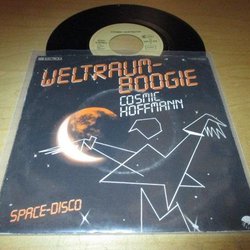 WELTRAUM-
BOOGIE
COSMIC
HOFFMANN
SPACE-DISCO